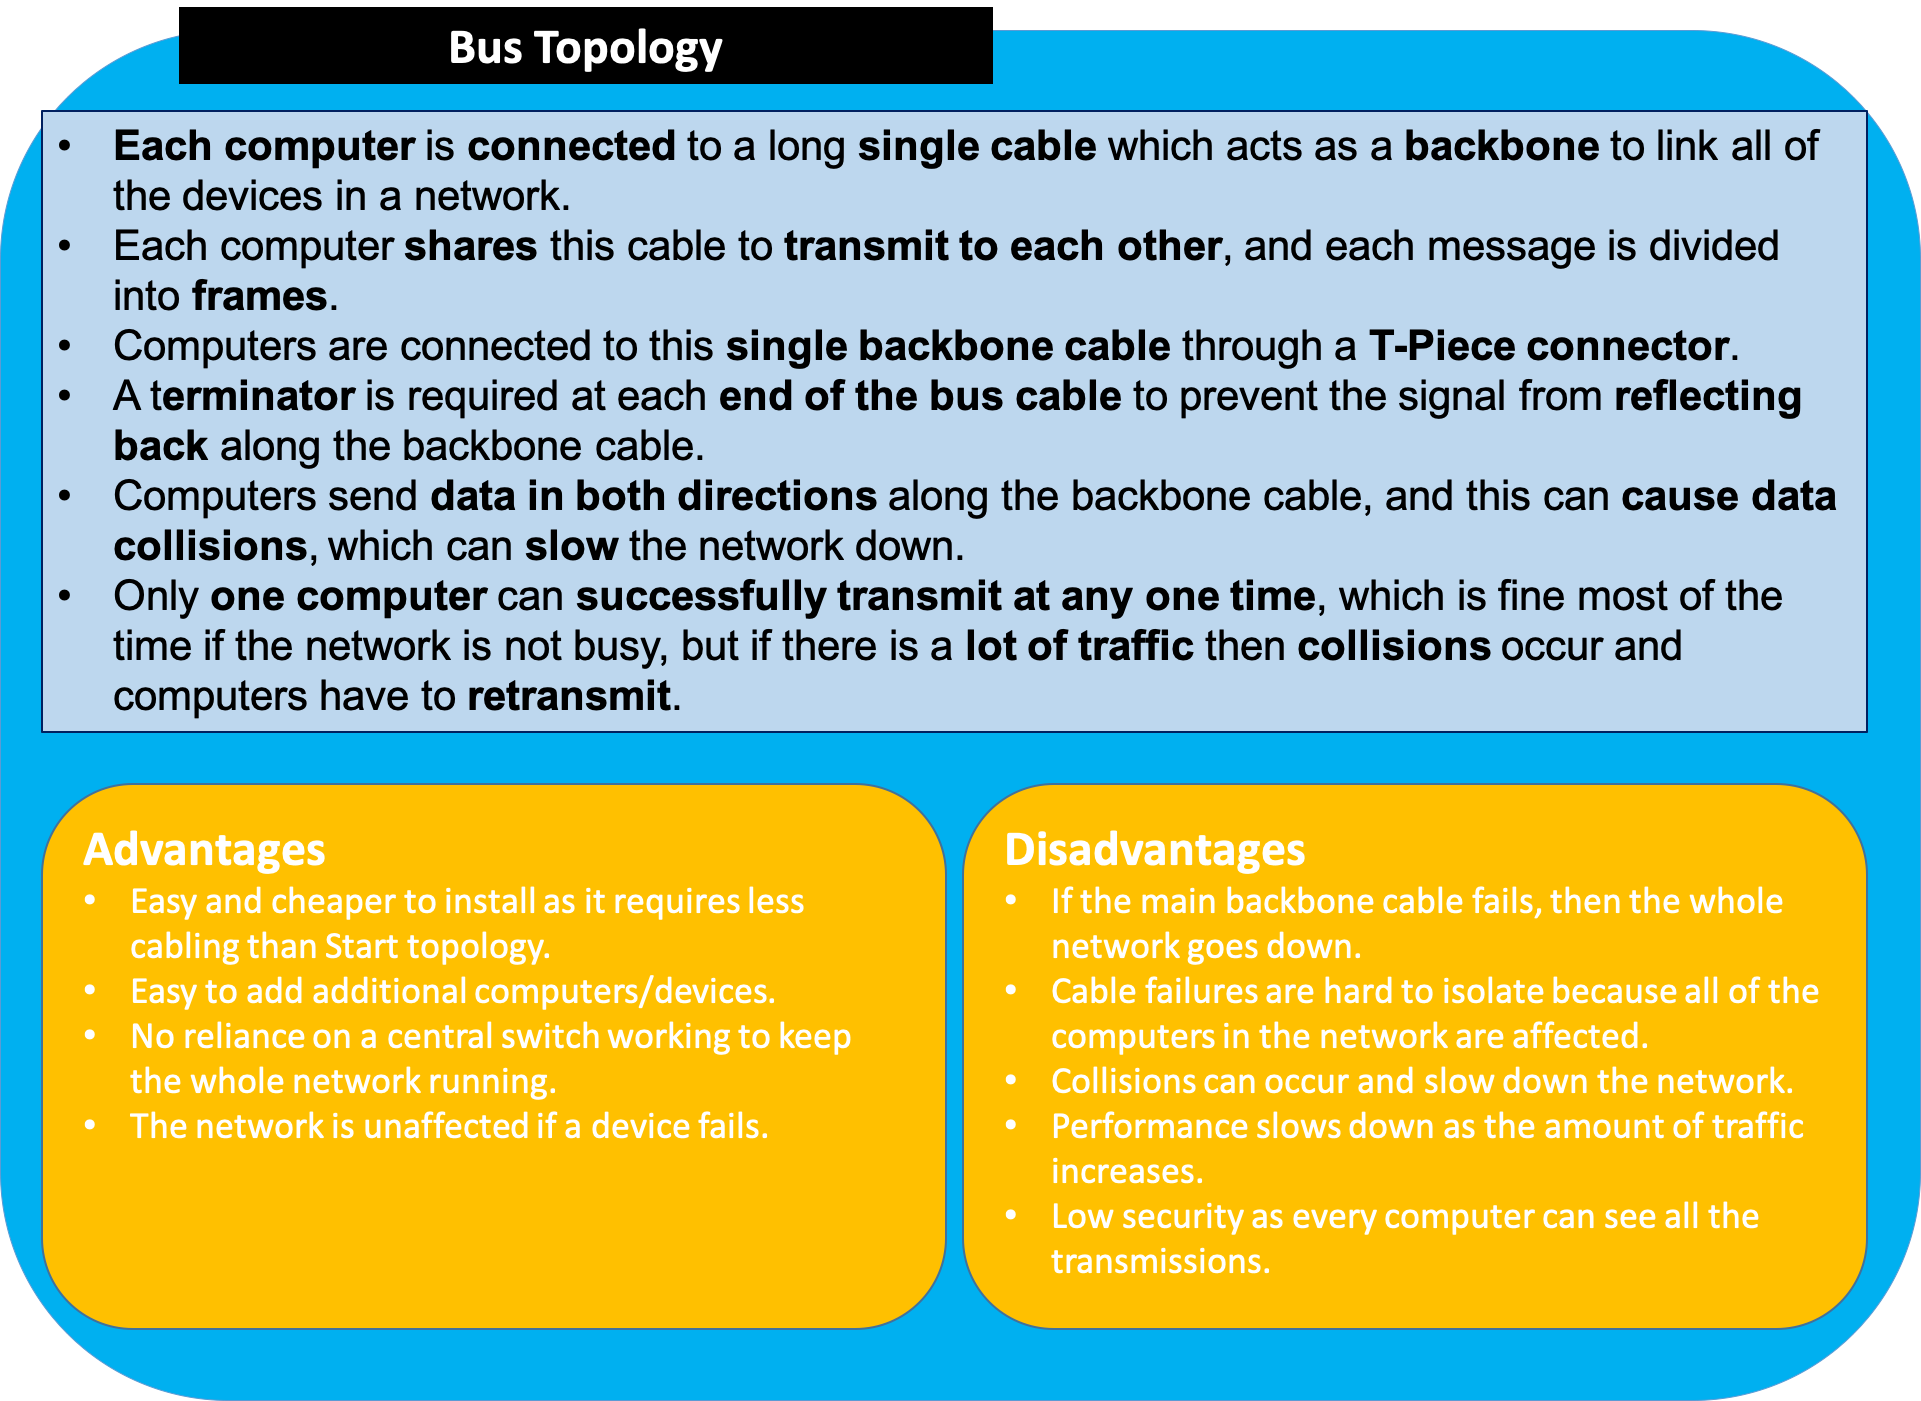 Bus Topology
• Each computer is connected to a long single cable which acts as a backbone to link all of
the devices in a network.
• Each computer shares this cable to transmit to each other, and each message is divided
into frames.
• Computers are connected to this single backbone cable through a T-Piece connector.
• A terminator is required at each end of the bus cable to prevent the signal from reflecting
back along the backbone cable.
• Computers send data in both directions along the backbone cable, and this can cause data
collisions, which can slow the network down.
• Only one computer can successfully transmit at any one time, which is fine most of the
time if the network is not busy, but if there is a lot of traffic then collisions occur and
computers have to retransmit.
Advantages
• Easy and cheaper to install as it requires less
cabling than Start topology.
• Easy to add additional computers/devices.
• No reliance on a central switch working to keep
the whole network running.
• The network is unaffected if a device fails.
Disadvantages
• If the main backbone cable fails, then the whole
network goes down.
• Cable failures are hard to isolate because all of the
computers in the network are affected.
• Collisions can occur and slow down the network.
• Performance slows down as the amount of traffic
increases.
• Low security as every computer can see all the
transmissions.